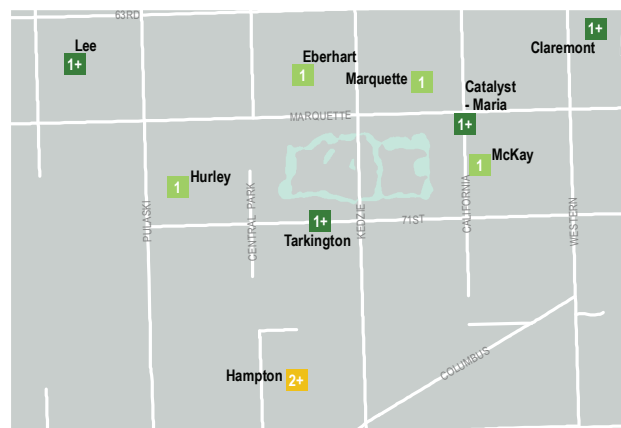 63RD
Lee
1+
1+
Claremont
Eberhart
1
Marquette
1
Catalyst
- Maria
1+
MARQUETTE
McKay
1
Hurley
1
PULASKI
CENTRAL PARK
KEDZIE
CALIFORNIA
WESTERN
1+
71ST
Tarkington
COLUMBUS
Hampton
2+